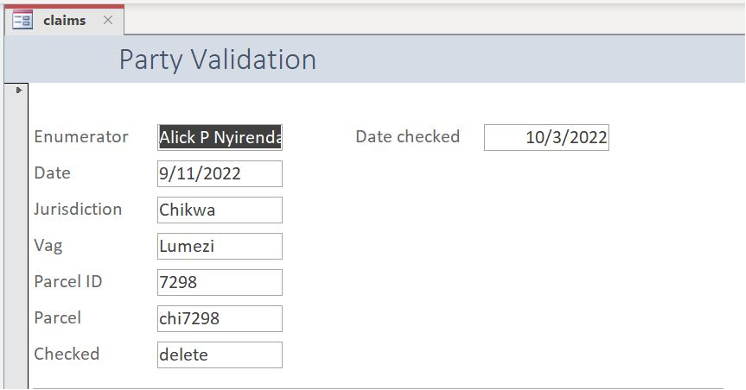 claims
Party Validation
Enumerator Alick P Nyirenda Date checked 10/3/2022
Date 9/11/2022
Jurisdiction Chikwa
Vag Lumezi
Parcel ID 7298
Parcel chi7298
Checked delete